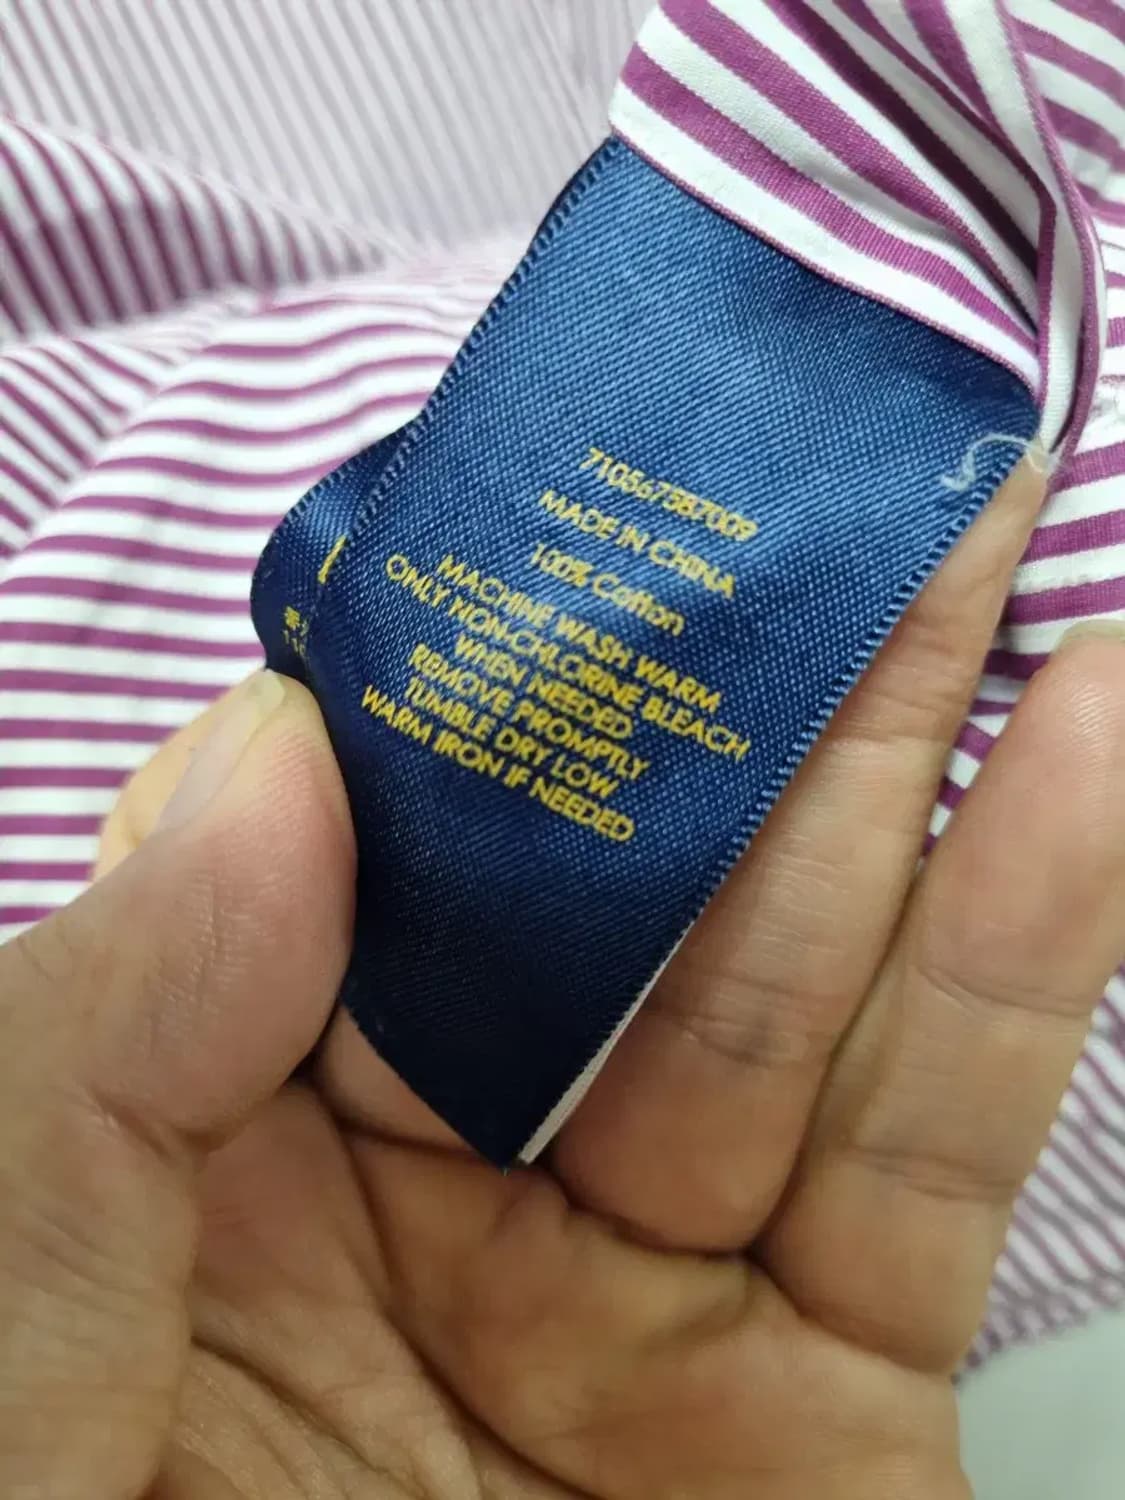 710567587009
MADE IN CHINA
100% Cotton
MACHINE WASH WARM
ONLY NON-CHLORINE BLEACH
WHEN NEEDED
REMOVE PROMPTLY
TUMBLE DRY LOW
WARM IRON IF NEEDED